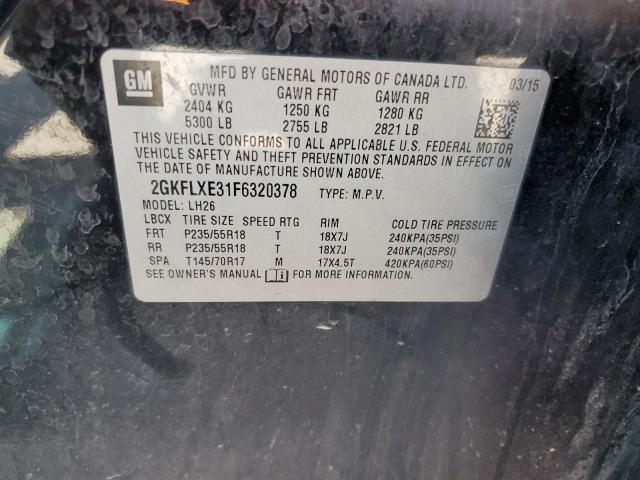 GM
MFD BY GENERAL MOTORS OF CANADA LTD. 03/15
GVWR GAWR FRT GAWR RR
2404 KG 1250 KG 1280 KG
5300 LB 2755 LB 2821 LB
THIS VEHICLE CONFORMS TO ALL APPLICABLE U.S. FEDERAL MOTOR
VEHICLE SAFETY AND THEFT PREVENTION STANDARDS IN EFFECT ON
THE DATE OF MANUFACTURE SHOWN ABOVE.
2GKFLXE31F6320378 TYPE: M.P.V.
MODEL: LH26
LBCX TIRE SIZE SPEED RTG RIM COLD TIRE PRESSURE
FRT P235/55R18 T 18X7J 240KPA(35PSI)
RR P235/55R18 T 18X7J 240KPA(35PSI)
SPA T145/70R17 M 17X4.5T 420KPA(60PSI)
SEE OWNER'S MANUAL FOR MORE INFORMATION.